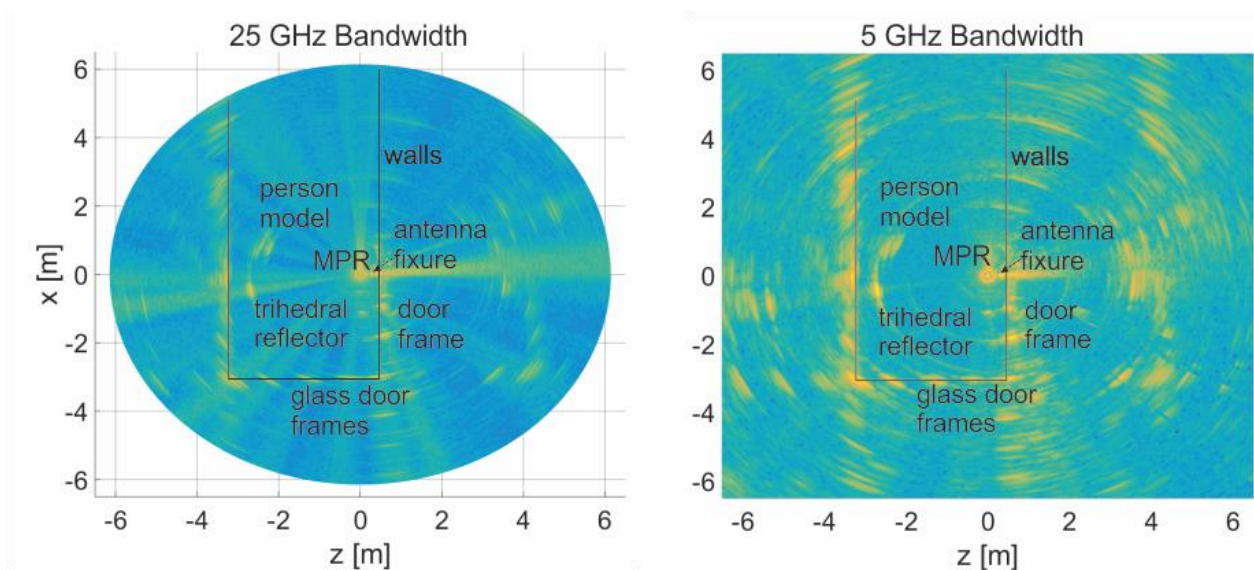 25 GHz Bandwidth
6
4
2
0
-2
-4
-6
x [m]
walls
person
model
MPR
antenna
fixure
trihedral
reflector
door
frame
glass door
frames
-6
-4
-2
0
2
4
6
z [m]
5 GHz Bandwidth
6
4
2
0
-2
-4
-6
walls
person
model
MPR
antenna
fixure
trihedral
reflector
door
frame
glass door
frames
-6
-4
-2
0
2
4
6
z [m]